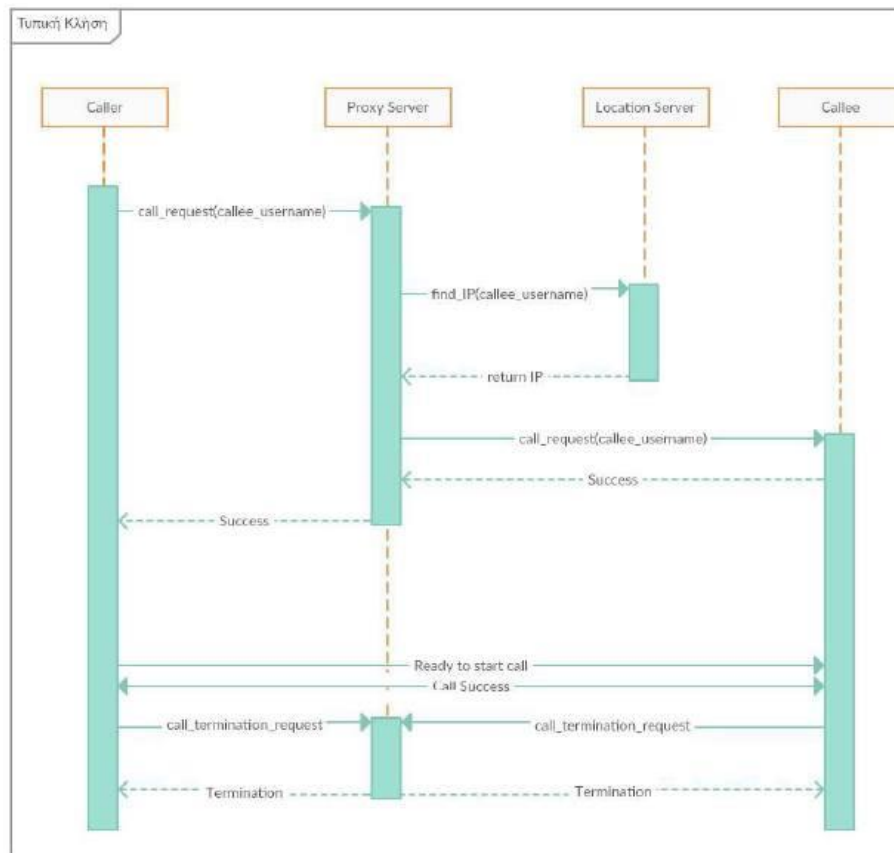 Τυπική Κλήση
Caller
Proxy Server
Location Server
Callee
call_request(callee_username)
find_IP(callee_username)
return IP
call_request(callee_username)
Success
Success
Ready to start call
Call Success
call_termination_request
call_termination_request
Termination
Termination